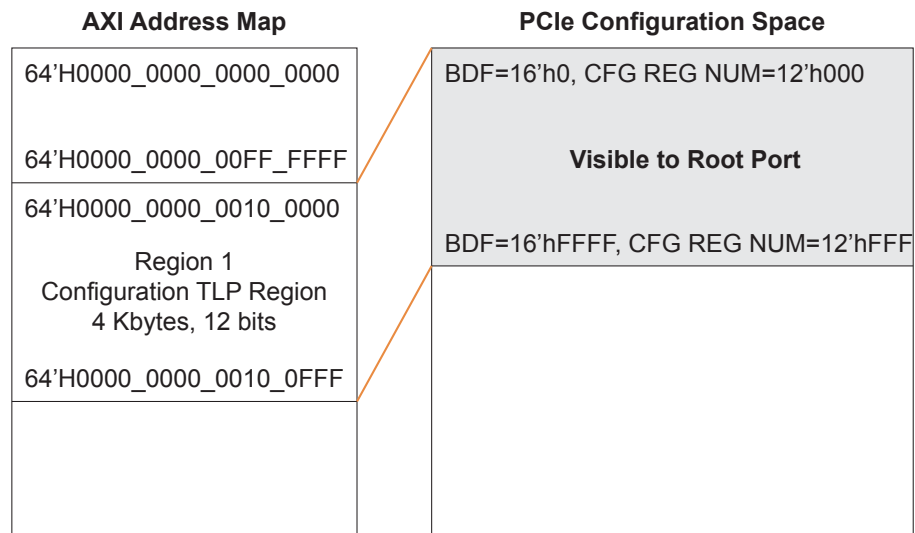 AXI Address Map
64’H0000_0000_0000_0000
64’H0000_0000_00FF_FFFF
64’H0000_0000_0010_0000
Region 1
Configuration TLP Region
4 Kbytes, 12 bits
64’H0000_0000_0010_0FFF
PCIe Configuration Space
BDF=16’h0, CFG REG NUM=12’h000
Visible to Root Port
BDF=16’hFFFF, CFG REG NUM=12’hFFF